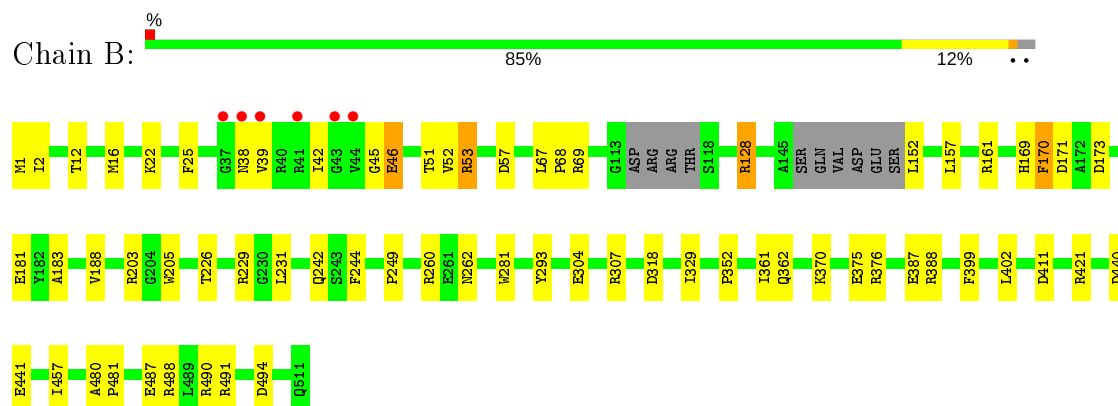 %
Chain B:
85% 12% • •
M1 I2 T12 M16 K22 F25 G37 N38 V39 R40 R41 I42 G43 V44 G45 E46 T51 V52 R53 D57 L67 P68 R69 G113 ASP ARG ARG THR S118 R128 A145 SER GLN VAL ASP GLU SER L152 L157 R161 H169 F170 D171 A172 D173
E181 Y182 A183 V188 R203 G204 W205 T226 R229 G230 L231 Q242 S243 F244 P249 R260 E261 N262 W281 Y293 E304 R307 D318 I329 P352 I361 Q362 K370 E375 R376 E387 R388 F399 L402 D411 R421 D440
E441 I457 A480 P481 E487 R488 L489 R490 R491 D494 Q511